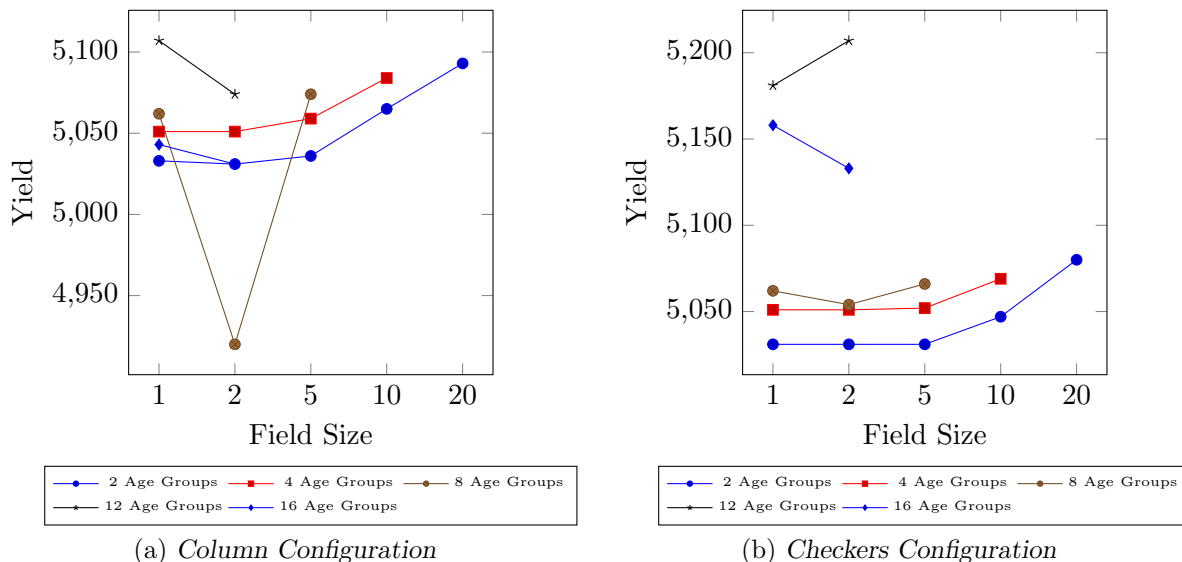 5,100
5,050
5,000
4,950
Yield
1 2 5 10 20
Field Size
2 Age Groups 4 Age Groups 8 Age Groups
12 Age Groups 16 Age Groups
(a) Column Configuration
5,200
5,150
5,100
5,050
Yield
1 2 5 10 20
Field Size
2 Age Groups 4 Age Groups 8 Age Groups
12 Age Groups 16 Age Groups
(b) Checkers Configuration